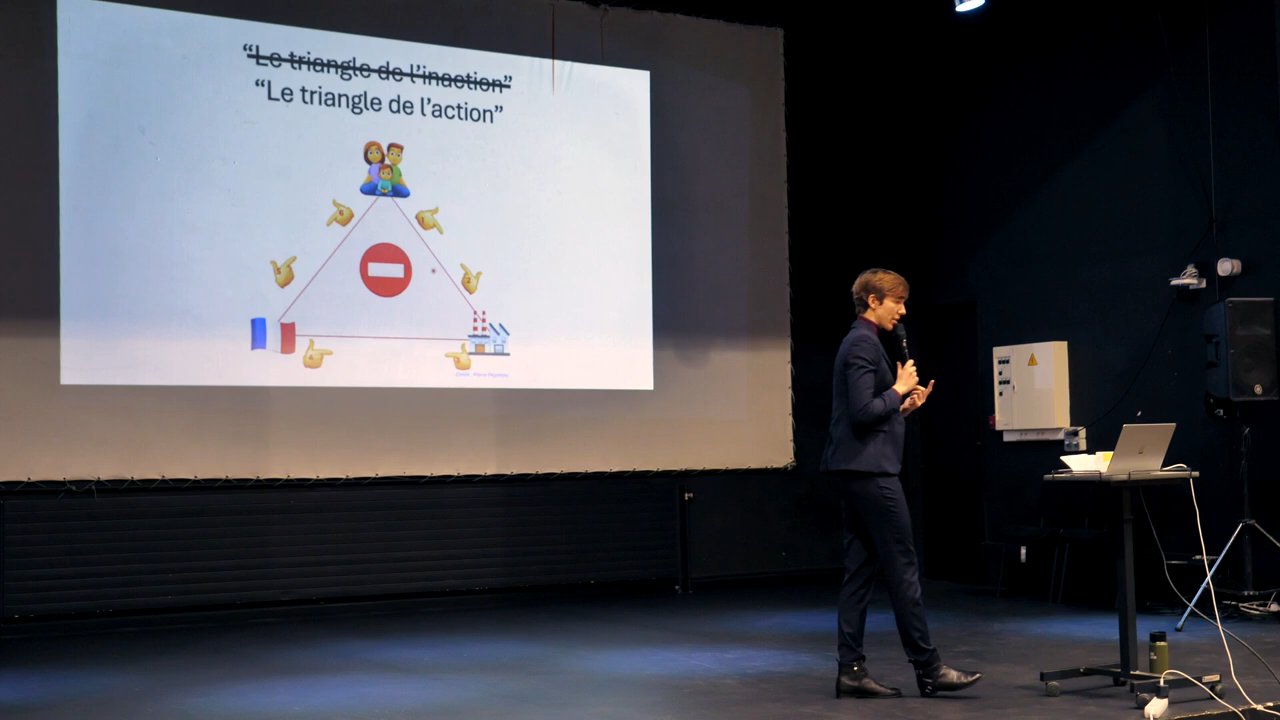 “Le triangle de l’inaction”
“Le triangle de l’action”